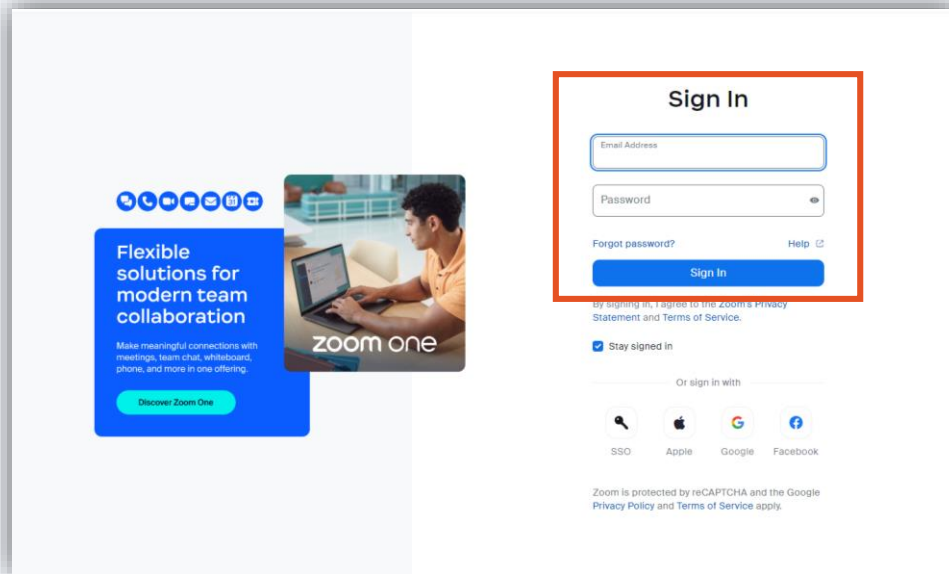 Flexible
solutions for
modern team
collaboration
Make meaningful connections with
meetings, team chat, whiteboard,
phone, and more in one offering.
Discover Zoom One
zoom one
Sign In
Email Address
Password
Forgot password?
Help
Sign In
By signing in, I agree to the Zoom's Privacy
Statement and Terms of Service.
Stay signed in
Or sign in with
SSO
Apple
Google
Facebook
Zoom is protected by reCAPTCHA and the Google
Privacy Policy and Terms of Service apply.